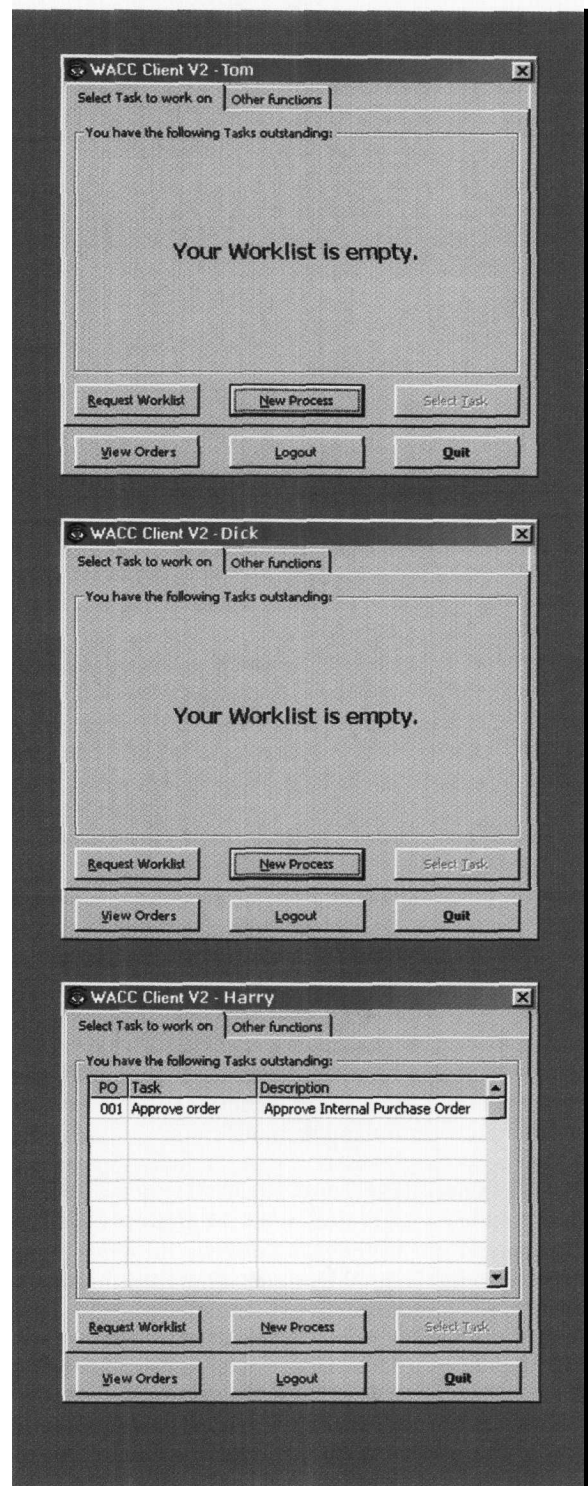 WACC Client V2 - Tom
Select Task to work on Other functions
You have the following Tasks outstanding:
Your Worklist is empty.
Request Worklist New Process Select Task
View Orders Logout Quit
WACC Client V2 - Dick
Select Task to work on Other functions
You have the following Tasks outstanding:
Your Worklist is empty.
Request Worklist New Process Select Task
View Orders Logout Quit
WACC Client V2 - Harry
Select Task to work on Other functions
You have the following Tasks outstanding:
PO Task Description
001 Approve order Approve Internal Purchase Order
Request Worklist New Process Select Task
View Orders Logout Quit